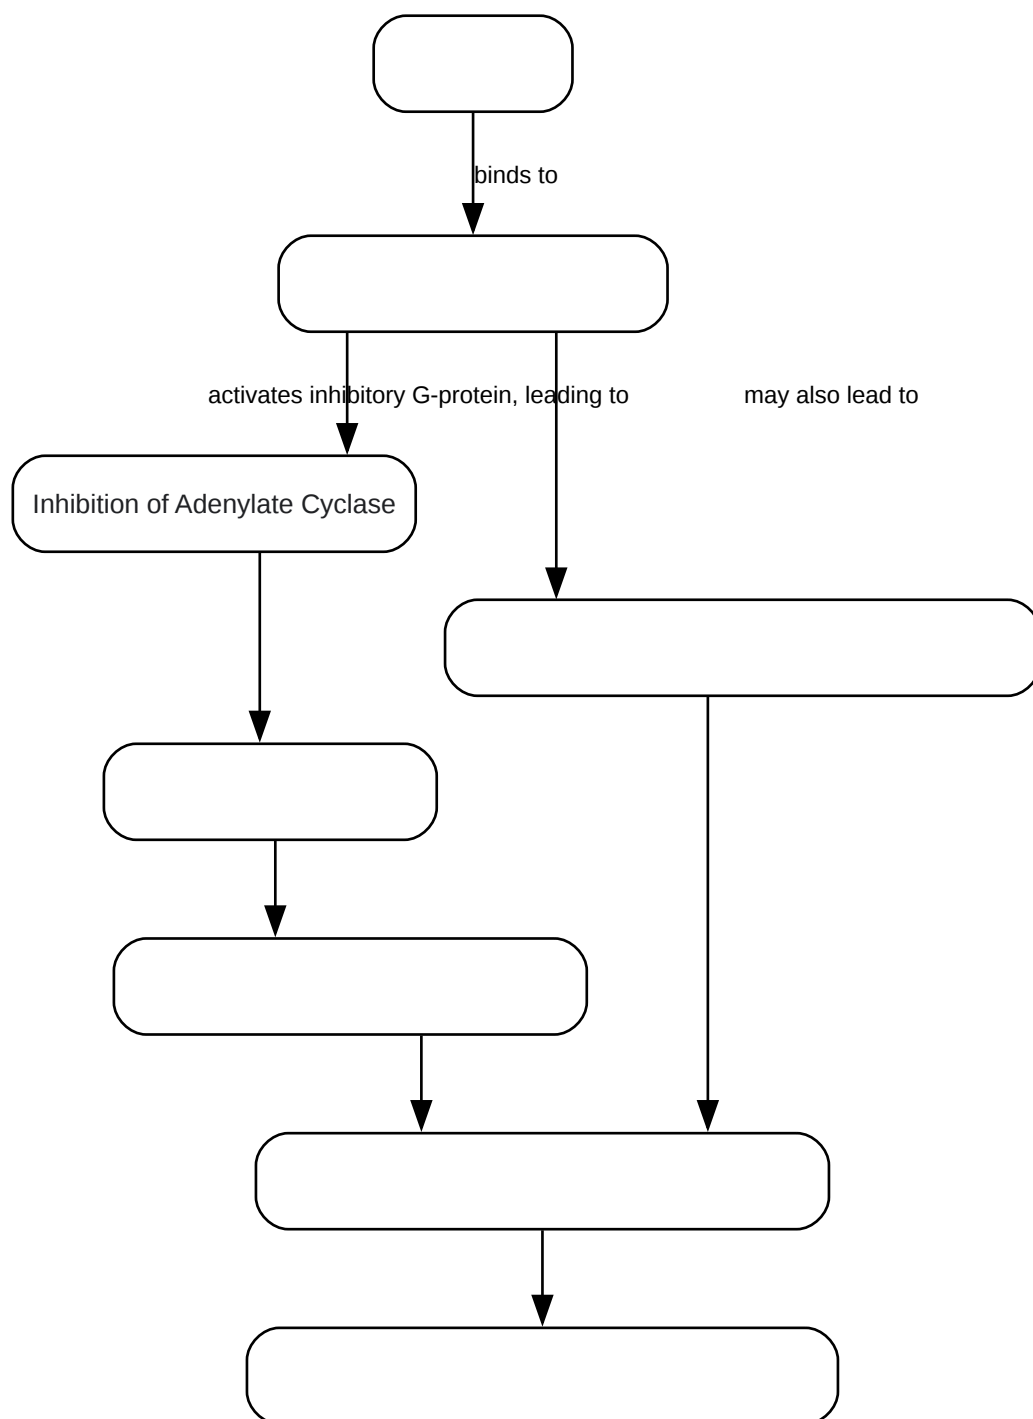 binds to
activates inhibitory G-protein, leading to
may also lead to
Inhibition of Adenylate Cyclase